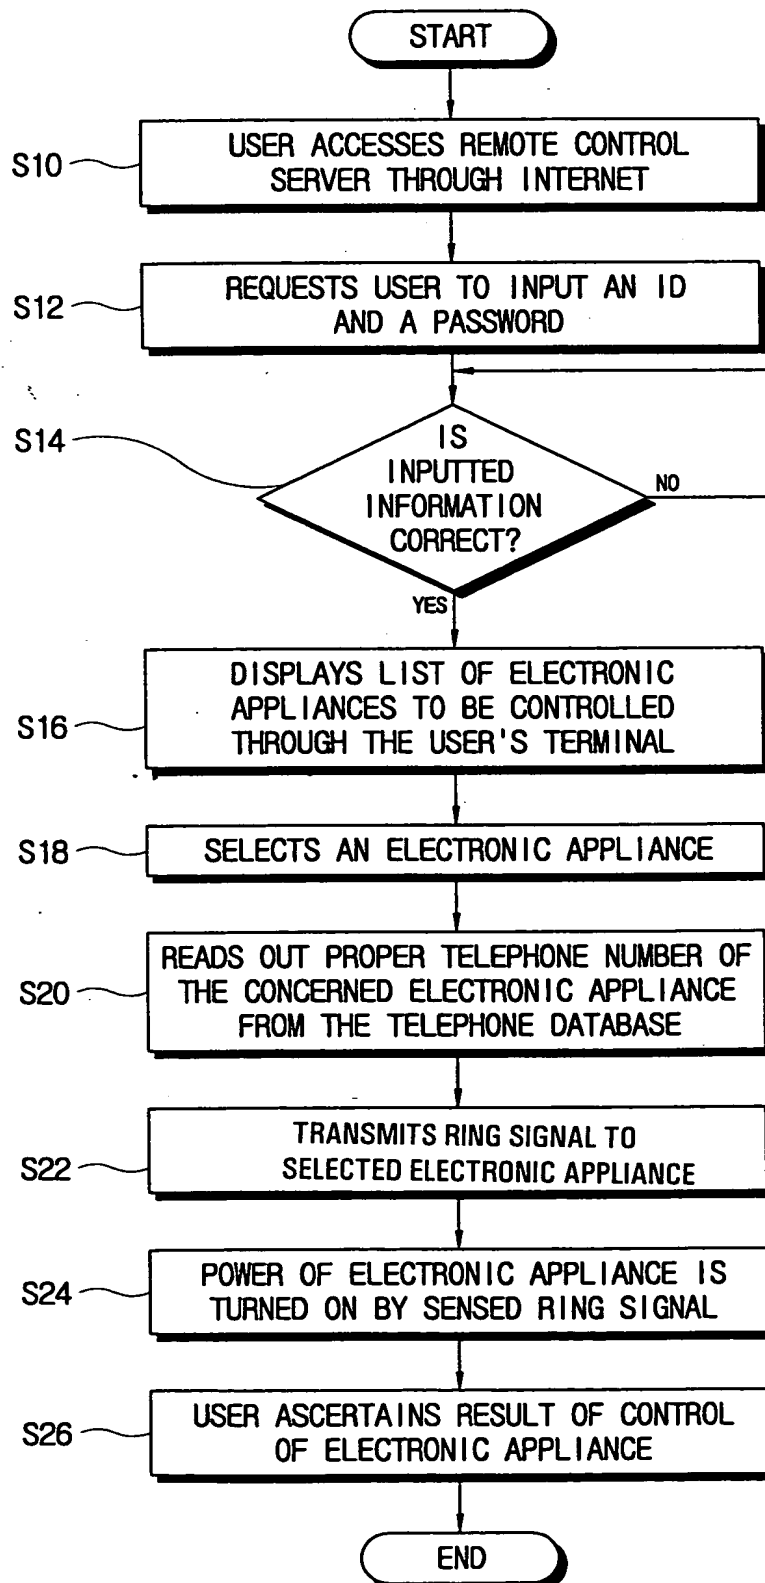 START
S10
USER ACCESSES REMOTE CONTROL
SERVER THROUGH INTERNET
S12
REQUESTS USER TO INPUT AN ID
AND A PASSWORD
S14
IS
INPUTTED
INFORMATION
CORRECT?
NO
YES
S16
DISPLAYS LIST OF ELECTRONIC
APPLIANCES TO BE CONTROLLED
THROUGH THE USER'S TERMINAL
S18
SELECTS AN ELECTRONIC APPLIANCE
S20
READS OUT PROPER TELEPHONE NUMBER OF
THE CONCERNED ELECTRONIC APPLIANCE
FROM THE TELEPHONE DATABASE
S22
TRANSMITS RING SIGNAL TO
SELECTED ELECTRONIC APPLIANCE
S24
POWER OF ELECTRONIC APPLIANCE IS
TURNED ON BY SENSED RING SIGNAL
S26
USER ASCERTAINS RESULT OF CONTROL
OF ELECTRONIC APPLIANCE
END